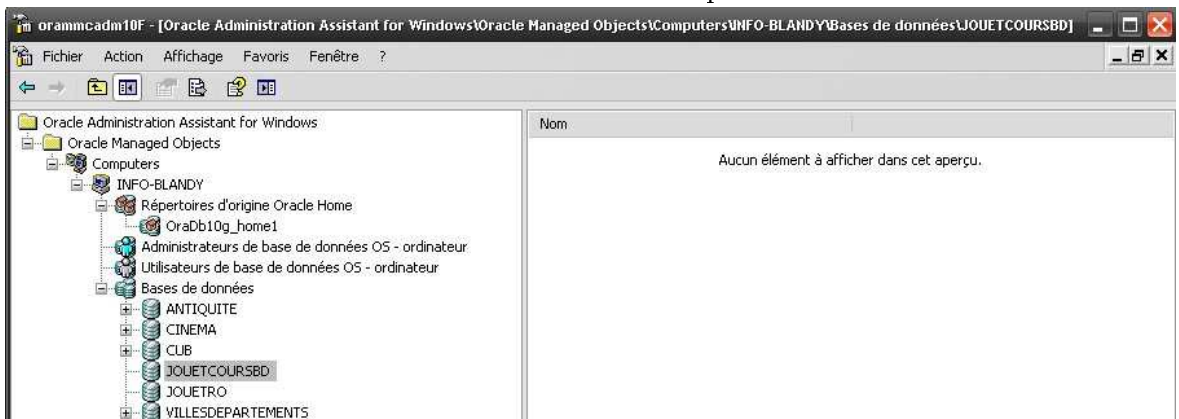 orammcadm10F - [Oracle Administration Assistant for Windows\Oracle Managed Objects\Computers\INFO-BLANDY\Bases de données\JOUETCOURSBD]
Fichier Action Affichage Favoris Fenêtre ?
Oracle Administration Assistant for Windows
Nom
Oracle Managed Objects
Aucun élément à afficher dans cet aperçu.
Computers
INFO-BLANDY
Répertoires d'origine Oracle Home
OraDb10g_home1
Administrateurs de base de données OS - ordinateur
Utilisateurs de base de données OS - ordinateur
Bases de données
ANTIQUITE
CINEMA
CUB
JOUETCOURSBD
JOUETRO
VILLESDEPARTEMENTS